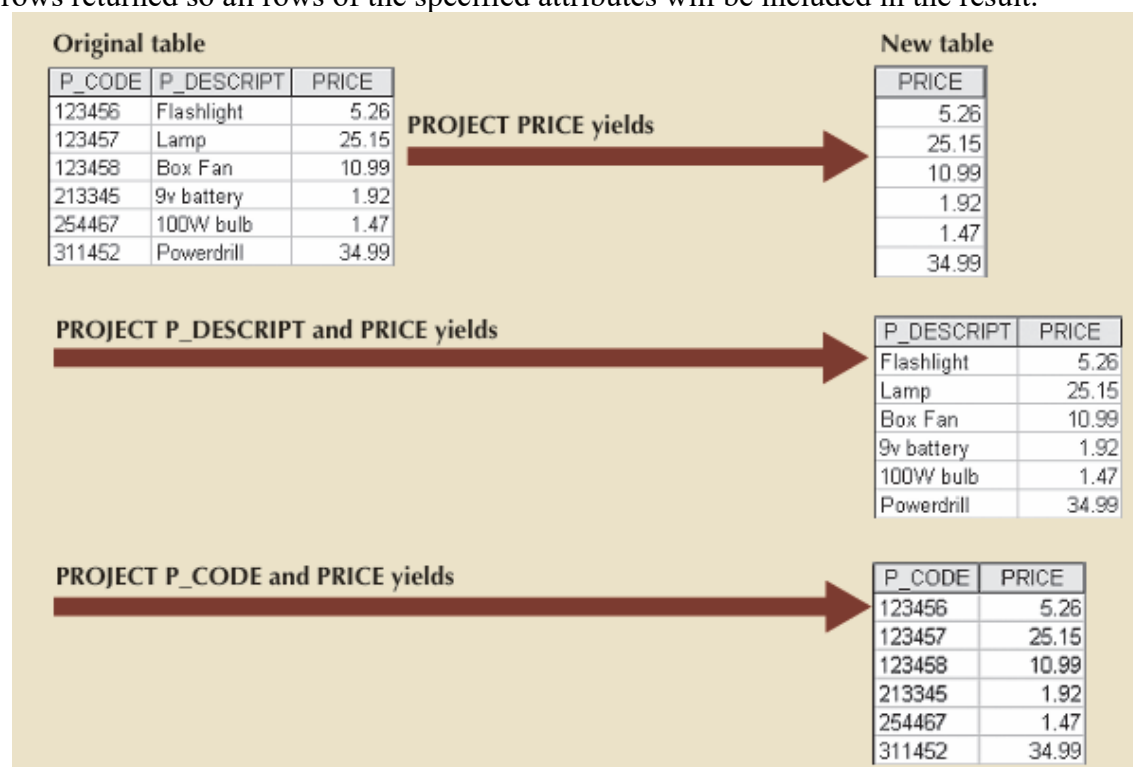 rows returned so all rows of the specified attributes will be included in the result.
Original table
New table
P_CODE P_DESCRIPT PRICE
123456 Flashlight 5.26
123457 Lamp 25.15
123458 Box Fan 10.99
213345 9v battery 1.92
254467 100W bulb 1.47
311452 Powerdrill 34.99
PROJECT PRICE yields
PRICE
5.26
25.15
10.99
1.92
1.47
34.99
PROJECT P_DESCRIPT and PRICE yields
P_DESCRIPT PRICE
Flashlight 5.26
Lamp 25.15
Box Fan 10.99
9v battery 1.92
100W bulb 1.47
Powerdrill 34.99
PROJECT P_CODE and PRICE yields
P_CODE PRICE
123456 5.26
123457 25.15
123458 10.99
213345 1.92
254467 1.47
311452 34.99